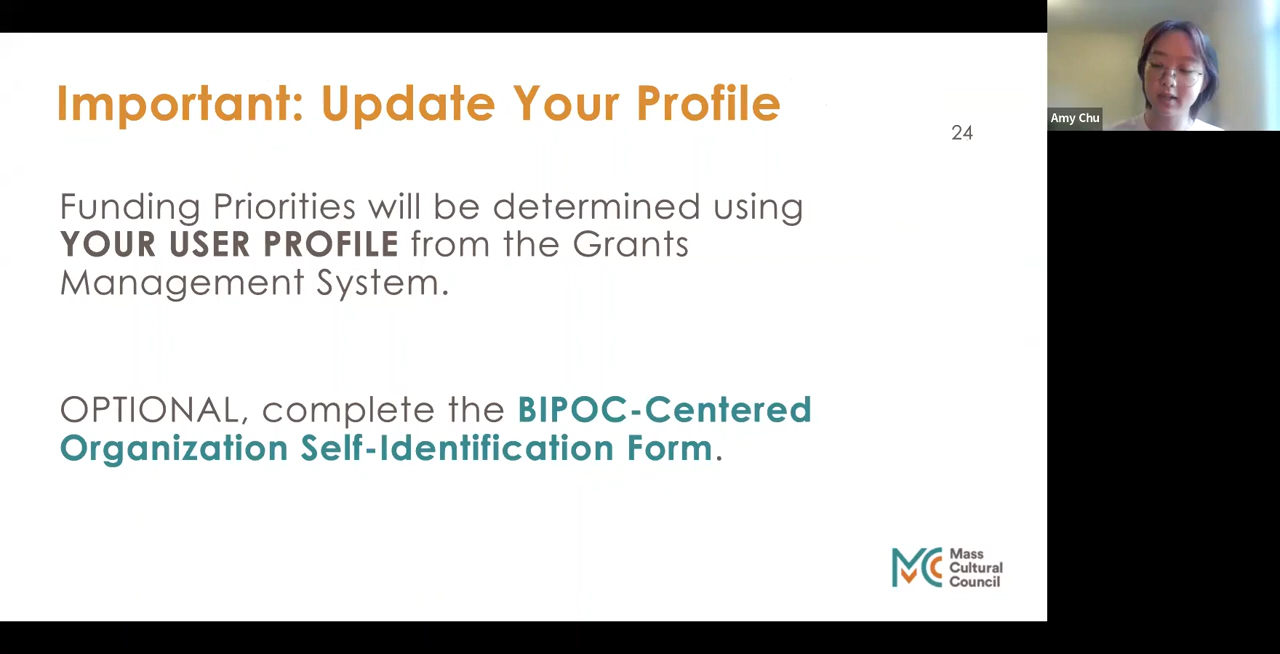 Important: Update Your Profile
24
Funding Priorities will be determined using
YOUR USER PROFILE from the Grants
Management System.
OPTIONAL, complete the BIPOC-Centered
Organization Self-Identification Form.
Mass
Cultural
Council
Amy Chu